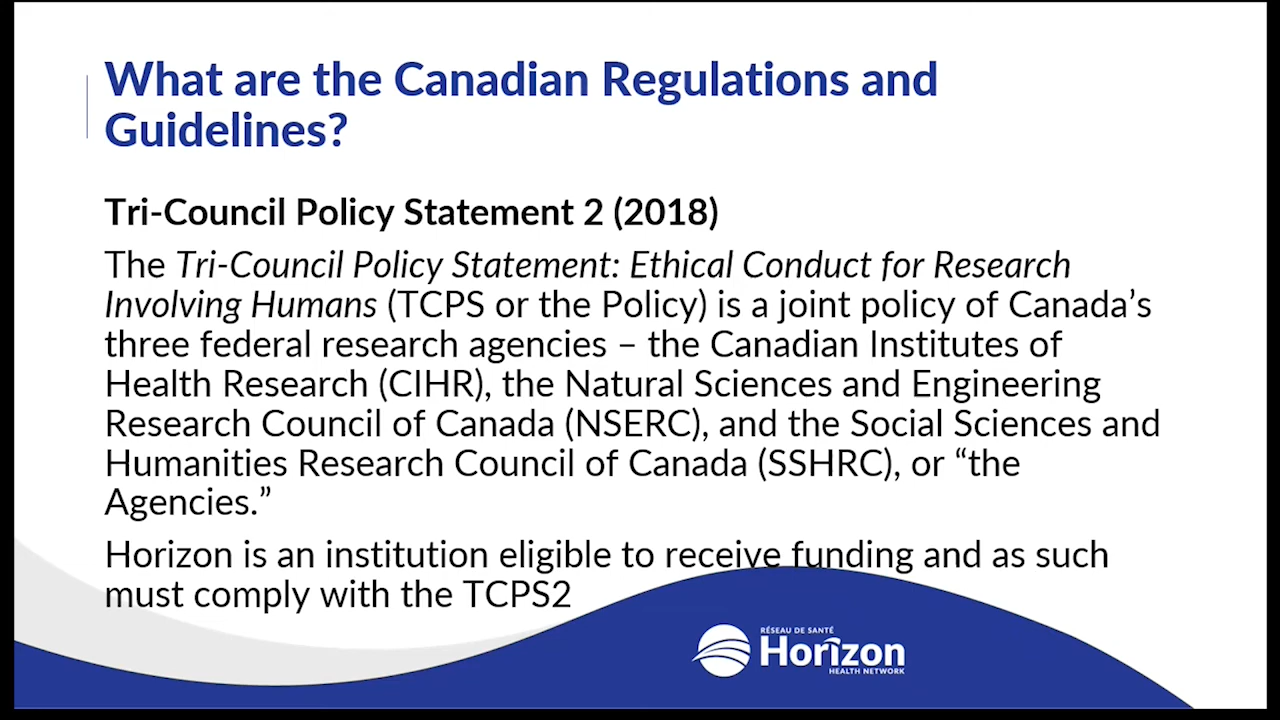 What are the Canadian Regulations and
Guidelines?
Tri-Council Policy Statement 2 (2018)
The Tri-Council Policy Statement: Ethical Conduct for Research
Involving Humans (TCPS or the Policy) is a joint policy of Canada’s
three federal research agencies – the Canadian Institutes of
Health Research (CIHR), the Natural Sciences and Engineering
Research Council of Canada (NSERC), and the Social Sciences and
Humanities Research Council of Canada (SSHRC), or “the
Agencies.”
Horizon is an institution eligible to receive funding and as such
must comply with the TCPS2
RÉSEAU DE SANTÉ
Horizon
HEALTH NETWORK